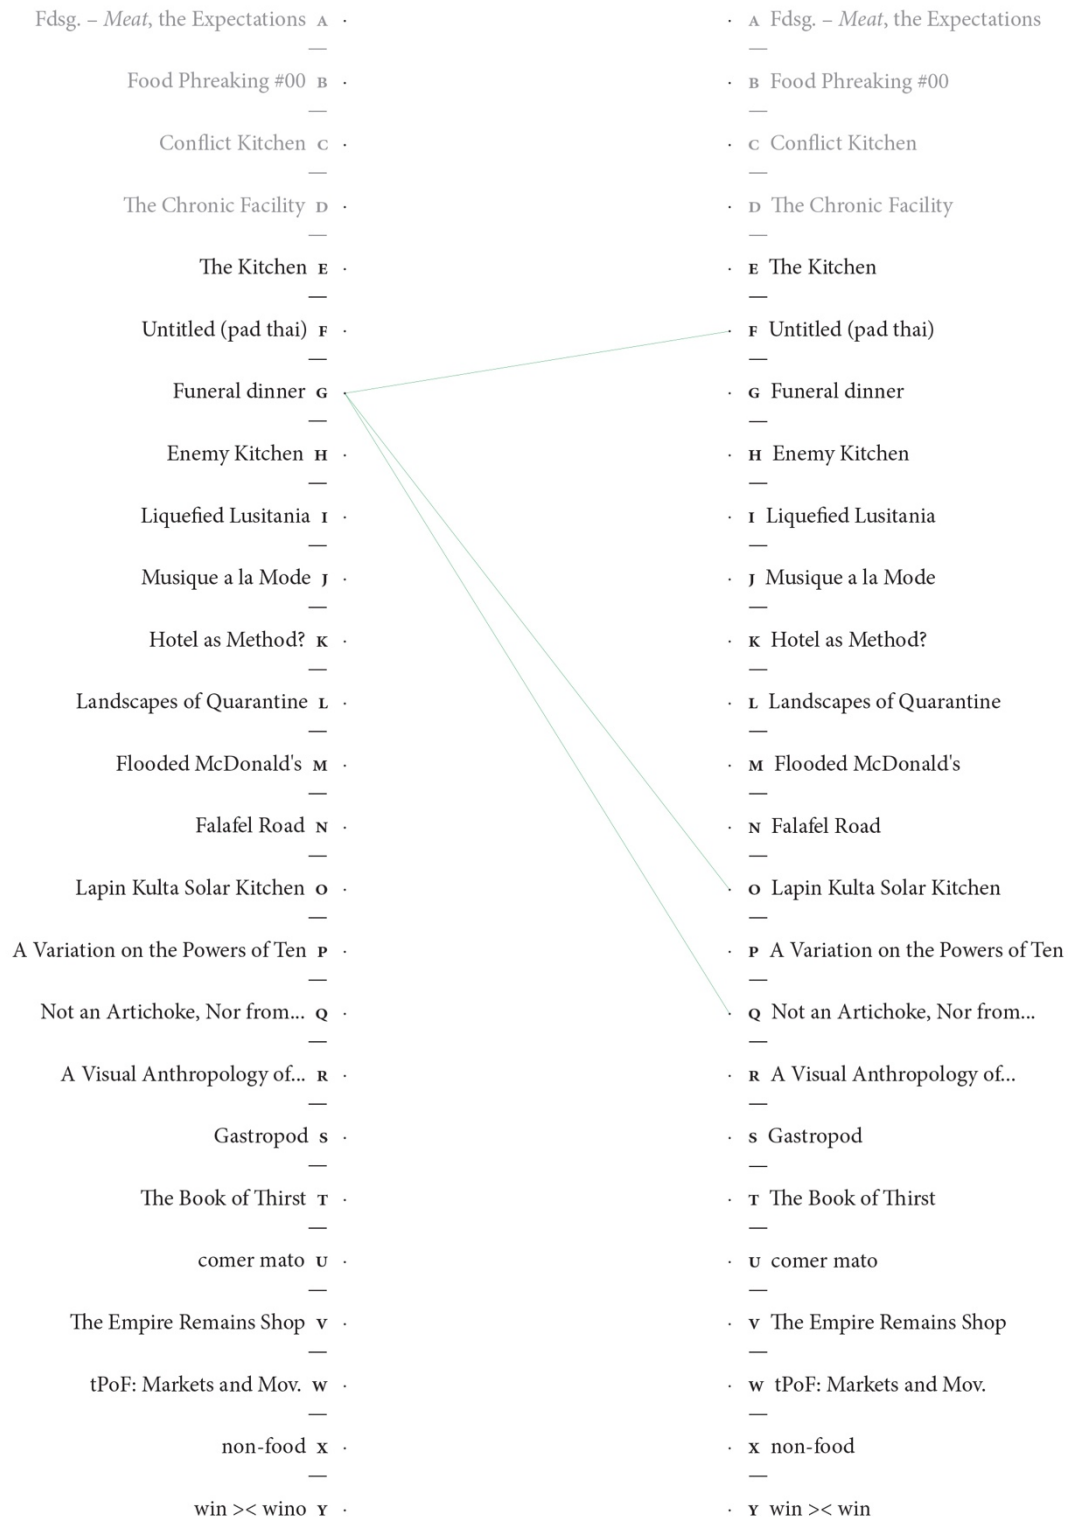 Fdsg. – Meat, the Expectations A · · A Fdsg. – Meat, the Expectations
— —
Food Phreaking #00 B · · B Food Phreaking #00
— —
Conflict Kitchen C · · C Conflict Kitchen
— —
The Chronic Facility D · · D The Chronic Facility
— —
The Kitchen E · · E The Kitchen
— —
Untitled (pad thai) F · · F Untitled (pad thai)
— —
Funeral dinner G · · G Funeral dinner
— —
Enemy Kitchen H · · H Enemy Kitchen
— —
Liquefied Lusitania I · · I Liquefied Lusitania
— —
Musique a la Mode J · · J Musique a la Mode
— —
Hotel as Method? K · · K Hotel as Method?
— —
Landscapes of Quarantine L · · L Landscapes of Quarantine
— —
Flooded McDonald's M · · M Flooded McDonald's
— —
Falafel Road N · · N Falafel Road
— —
Lapin Kulta Solar Kitchen O · · O Lapin Kulta Solar Kitchen
— —
A Variation on the Powers of Ten P · · P A Variation on the Powers of Ten
— —
Not an Artichoke, Nor from... Q · · Q Not an Artichoke, Nor from...
— —
A Visual Anthropology of... R · · R A Visual Anthropology of...
— —
Gastropod S · · S Gastropod
— —
The Book of Thirst T · · T The Book of Thirst
— —
comer mato U · · U comer mato
— —
The Empire Remains Shop V · · V The Empire Remains Shop
— —
tPoF: Markets and Mov. W · · W tPoF: Markets and Mov.
— —
non-food X · · X non-food
— —
win >< wino Y · · Y win >< win